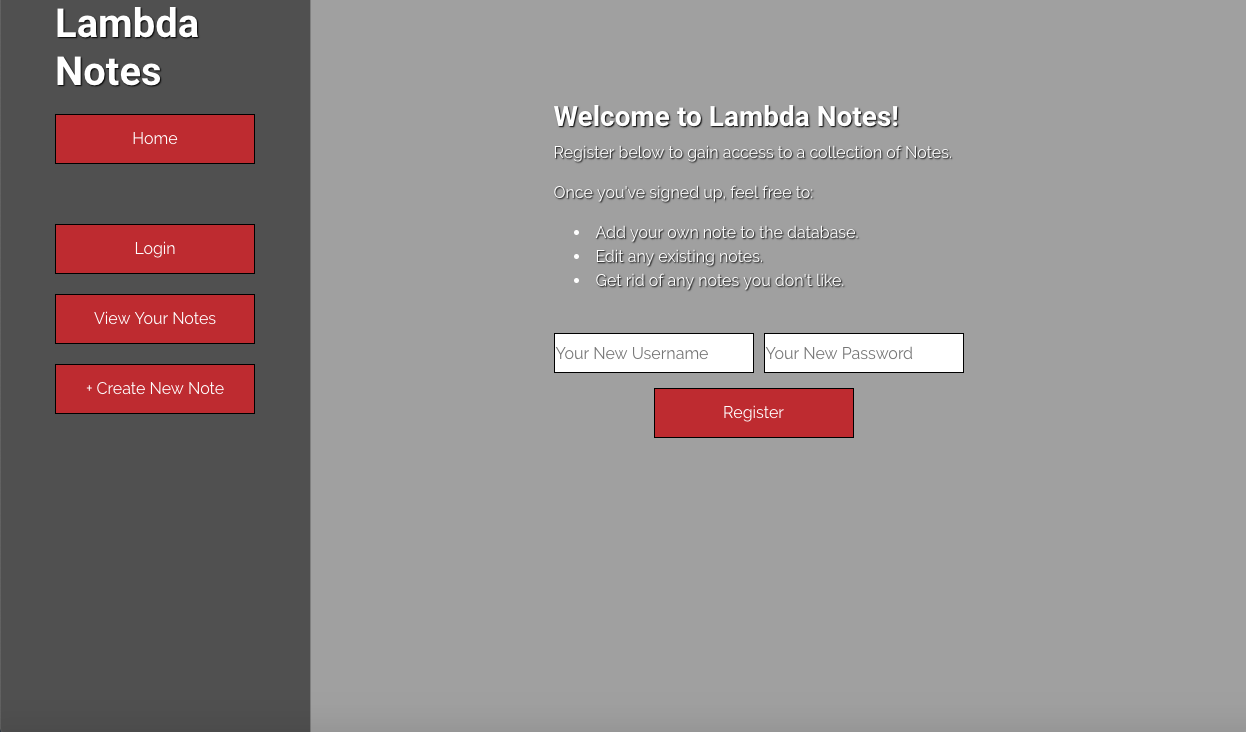 Lambda
Notes
Home
Login
View Your Notes
+ Create New Note
Welcome to Lambda Notes!
Register below to gain access to a collection of Notes.
Once you've signed up, feel free to:
• Add your own note to the database.
• Edit any existing notes.
• Get rid of any notes you don't like.
Your New Username
Your New Password
Register